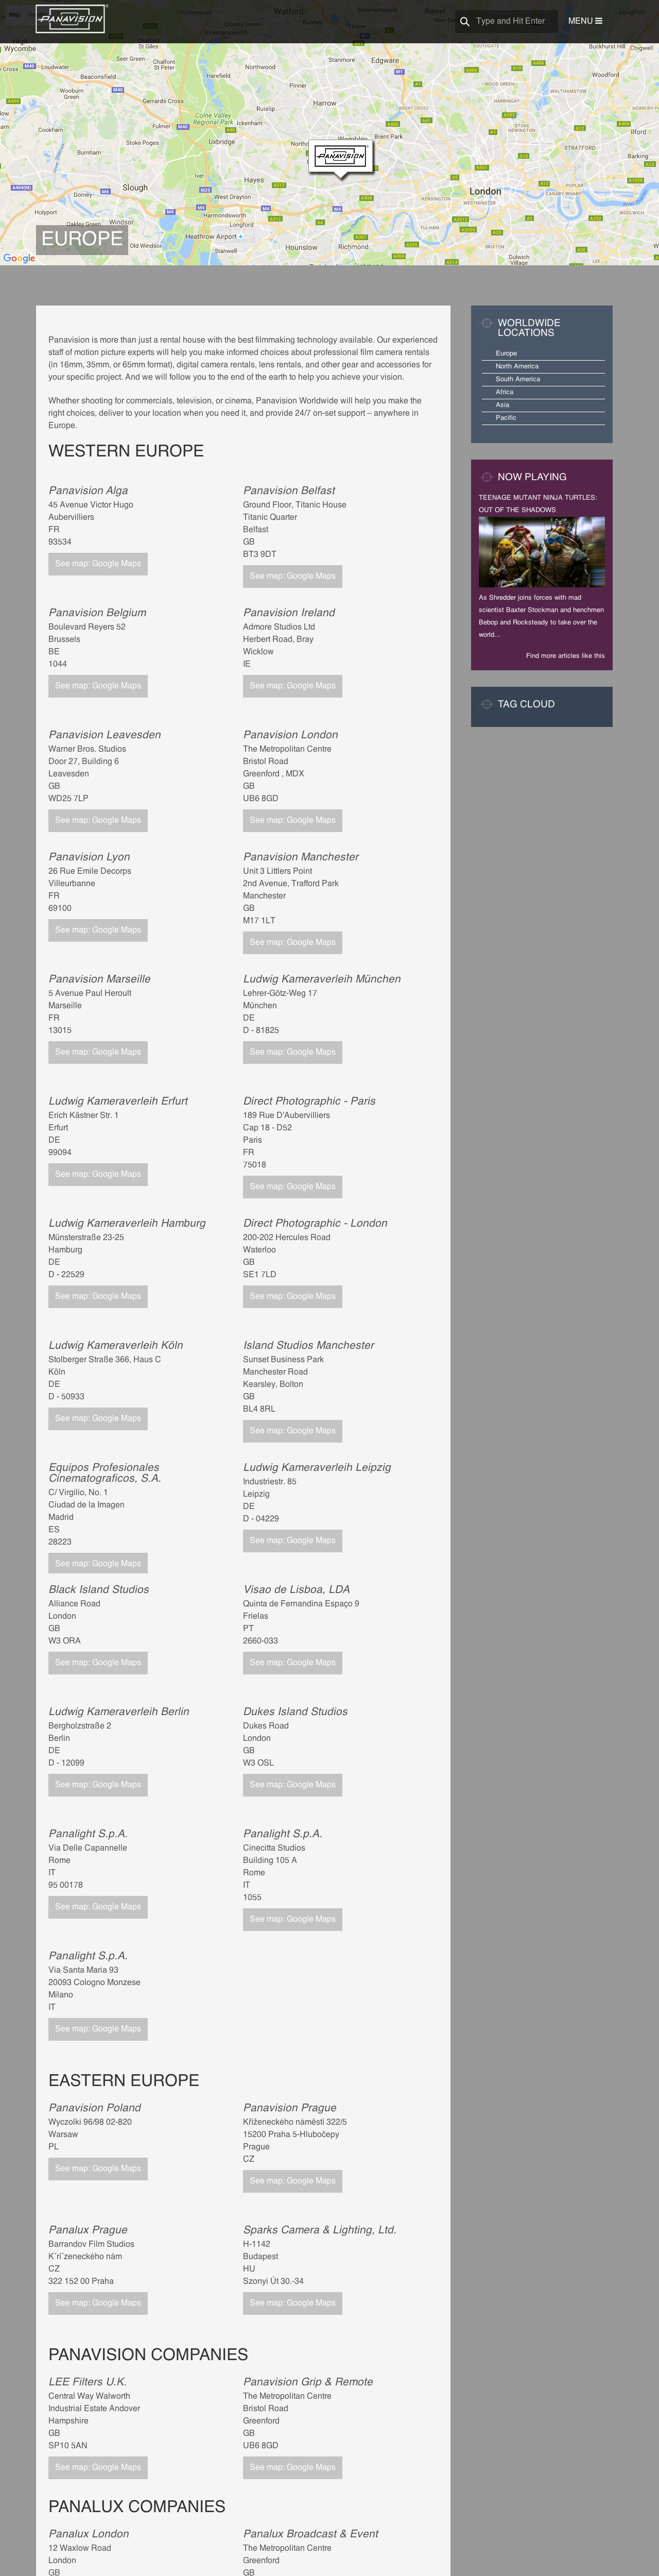 PANAVISION
Type and Hit Enter
MENU
EUROPE
Google
Panavision is more than just a rental house with the best filmmaking technology available. Our experienced
staff of motion picture experts will help you make informed choices about professional film camera rentals
(in 16mm, 35mm, or 65mm format), digital camera rentals, lens rentals, and other gear and accessories for
your specific project. And we will follow you to the end of the earth to help you achieve your vision.
Whether shooting for commercials, television, or cinema, Panavision Worldwide will help you make the
right choices, deliver to your location when you need it, and provide 24/7 on-set support – anywhere in
Europe.
WESTERN EUROPE
Panavision Alga
45 Avenue Victor Hugo
Aubervilliers
FR
93534
See map: Google Maps
Panavision Belfast
Ground Floor, Titanic House
Titanic Quarter
Belfast
GB
BT3 9DT
See map: Google Maps
Panavision Belgium
Boulevard Reyers 52
Brussels
BE
1044
See map: Google Maps
Panavision Ireland
Admore Studios Ltd
Herbert Road, Bray
Wicklow
IE
See map: Google Maps
Panavision Leavesden
Warner Bros. Studios
Door 27, Building 6
Leavesden
GB
WD25 7LP
See map: Google Maps
Panavision London
The Metropolitan Centre
Bristol Road
Greenford , MDX
GB
UB6 8GD
See map: Google Maps
Panavision Lyon
26 Rue Emile Decorps
Villeurbanne
FR
69100
See map: Google Maps
Panavision Manchester
Unit 3 Littlers Point
2nd Avenue, Trafford Park
Manchester
GB
M17 1LT
See map: Google Maps
Panavision Marseille
5 Avenue Paul Heroult
Marseille
FR
13015
See map: Google Maps
Ludwig Kameraverleih München
Lehrer-Götz-Weg 17
München
DE
D - 81825
See map: Google Maps
Ludwig Kameraverleih Erfurt
Erich Kästner Str. 1
Erfurt
DE
99094
See map: Google Maps
Direct Photographic - Paris
189 Rue D'Aubervilliers
Cap 18 - D52
Paris
FR
75018
See map: Google Maps
Ludwig Kameraverleih Hamburg
Münsterstraße 23-25
Hamburg
DE
D - 22529
See map: Google Maps
Direct Photographic - London
200-202 Hercules Road
Waterloo
GB
SE1 7LD
See map: Google Maps
Ludwig Kameraverleih Köln
Stolberger Straße 366, Haus C
Köln
DE
D - 50933
See map: Google Maps
Island Studios Manchester
Sunset Business Park
Manchester Road
Kearsley, Bolton
GB
BL4 8RL
See map: Google Maps
Equipos Profesionales
Cinematograficos, S.A.
C/ Virgilio, No. 1
Ciudad de la Imagen
Madrid
ES
28223
See map: Google Maps
Ludwig Kameraverleih Leipzig
Industriestr. 85
Leipzig
DE
D - 04229
See map: Google Maps
Black Island Studios
Alliance Road
London
GB
W3 ORA
See map: Google Maps
Visao de Lisboa, LDA
Quinta de Fernandina Espaço 9
Frielas
PT
2660-033
See map: Google Maps
Ludwig Kameraverleih Berlin
Bergholzstraße 2
Berlin
DE
D - 12099
See map: Google Maps
Dukes Island Studios
Dukes Road
London
GB
W3 OSL
See map: Google Maps
Panalight S.p.A.
Via Delle Capannelle
Rome
IT
95 00178
See map: Google Maps
Panalight S.p.A.
Cinecitta Studios
Building 105 A
Rome
IT
1055
See map: Google Maps
Panalight S.p.A.
Via Santa Maria 93
20093 Cologno Monzese
Milano
IT
See map: Google Maps
EASTERN EUROPE
Panavision Poland
Wyczolki 96/98 02-820
Warsaw
PL
See map: Google Maps
Panavision Prague
Kříženeckého náměstí 322/5
15200 Praha 5-Hlubočepy
Prague
CZ
See map: Google Maps
Panalux Prague
Barrandov Film Studios
Kˇriˇzeneckého nám
CZ
322 152 00 Praha
See map: Google Maps
Sparks Camera & Lighting, Ltd.
H-1142
Budapest
HU
Szonyi Út 30.-34
See map: Google Maps
PANAVISION COMPANIES
LEE Filters U.K.
Central Way Walworth
Industrial Estate Andover
Hampshire
GB
SP10 5AN
See map: Google Maps
Panavision Grip & Remote
The Metropolitan Centre
Bristol Road
Greenford
GB
UB6 8GD
See map: Google Maps
PANALUX COMPANIES
Panalux London
12 Waxlow Road
London
GB
Panalux Broadcast & Event
The Metropolitan Centre
Greenford
GB
WORLDWIDE
LOCATIONS
Europe
North America
South America
Africa
Asia
Pacific
NOW PLAYING
TEENAGE MUTANT NINJA TURTLES:
OUT OF THE SHADOWS
As Shredder joins forces with mad
scientist Baxter Stockman and henchmen
Bebop and Rocksteady to take over the
world...
Find more articles like this
TAG CLOUD